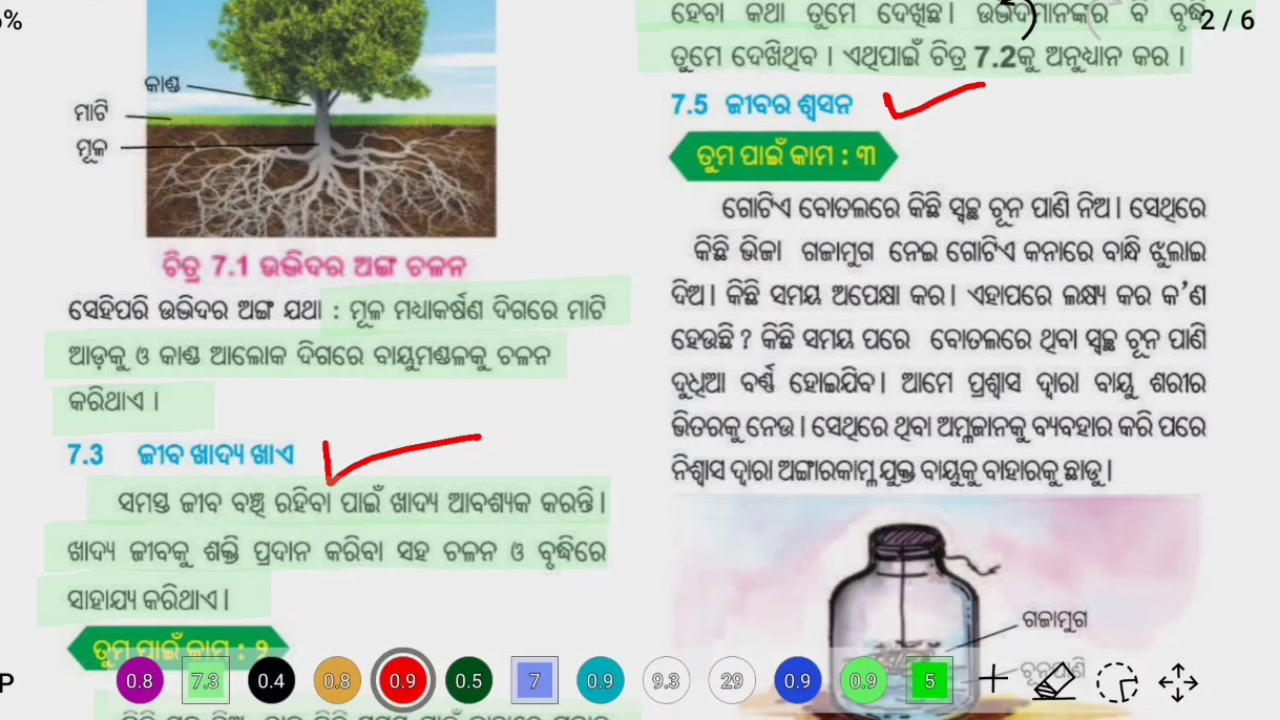 %
କାଣ୍ଡ
ମାଟି
ମୂଳ
ଚିତ୍ର 7.1 ଉଦ୍ଭିଦର ଅଙ୍ଗ ଚଳନ
ସେହିପରି ଉଦ୍ଭିଦର ଅଙ୍ଗ ଯଥା : ମୂଳ ମଧ୍ୟାକର୍ଷଣ ଦିଗରେ ମାଟି
ଆଡ଼କୁ ଓ କାଣ୍ଡ ଆଲୋକ ଦିଗରେ ବାୟୁମଣ୍ଡଳକୁ ଚଳନ
କରିଥାଏ ।
7.3 ଜୀବ ଖାଦ୍ୟ ଖାଏ
ସମସ୍ତ ଜୀବ ବଞ୍ଚି ରହିବା ପାଇଁ ଖାଦ୍ୟ ଆବଶ୍ୟକ କରନ୍ତି ।
ଖାଦ୍ୟ ଜୀବକୁ ଶକ୍ତି ପ୍ରଦାନ କରିବା ସହ ଚଳନ ଓ ବୃଦ୍ଧିରେ
ସାହାଯ୍ୟ କରିଥାଏ ।
ତୁମ ପାଇଁ କାମ : ୨
ହେବା କଥା ତୁମେ ଦେଖିଛ । ଉଦ୍ଭିଦମାନଙ୍କର ବି ବୃଦ୍ଧି
2 / 6
ତୁମେ ଦେଖିଥିବ । ଏଥିପାଇଁ ଚିତ୍ର 7.2କୁ ଅନୁଧ୍ୟାନ କର ।
7.5 ଜୀବର ଶ୍ୱସନ
ତୁମ ପାଇଁ କାମ : ୩
ଗୋଟିଏ ବୋତଲରେ କିଛି ସ୍ୱଚ୍ଛ ଚୂନ ପାଣି ନିଅ । ସେଥିରେ
କିଛି ଭିଜା ଗଜାମୁଗ ନେଇ ଗୋଟିଏ କନାରେ ବାନ୍ଧି ଝୁଲାଇ
ଦିଅ । କିଛି ସମୟ ଅପେକ୍ଷା କର । ଏହାପରେ ଲକ୍ଷ୍ୟ କର କ'ଣ
ହେଉଛି ? କିଛି ସମୟ ପରେ ବୋତଲରେ ଥିବା ସ୍ୱଚ୍ଛ ଚୂନ ପାଣି
ଦୁଧିଆ ବର୍ଣ୍ଣ ହୋଇଯିବ । ଆମେ ପ୍ରଶ୍ୱାସ ଦ୍ୱାରା ବାୟୁ ଶରୀର
ଭିତରକୁ ନେଉ । ସେଥିରେ ଥିବା ଅମ୍ଳଜାନକୁ ବ୍ୟବହାର କରି ପରେ
ନିଶ୍ୱାସ ଦ୍ୱାରା ଅଙ୍ଗାରକାମ୍ଳ ଯୁକ୍ତ ବାୟୁକୁ ବାହାରକୁ ଛାଡୁ ।
ଗଜାମୁଗ
ଚୂନପାଣି
P 0.8 7.3 0.4 0.8 0.9 0.5 7 0.9 9.3 29 0.9 0.9 5